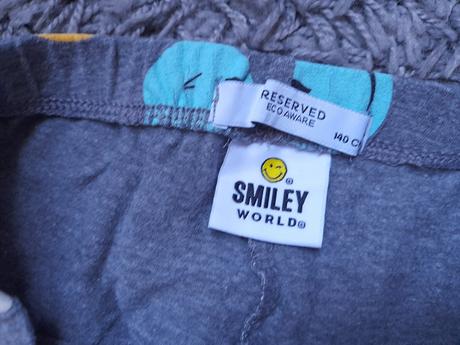 RESERVED
ECO AWARE
140 C
®
SMILEY
WORLD®